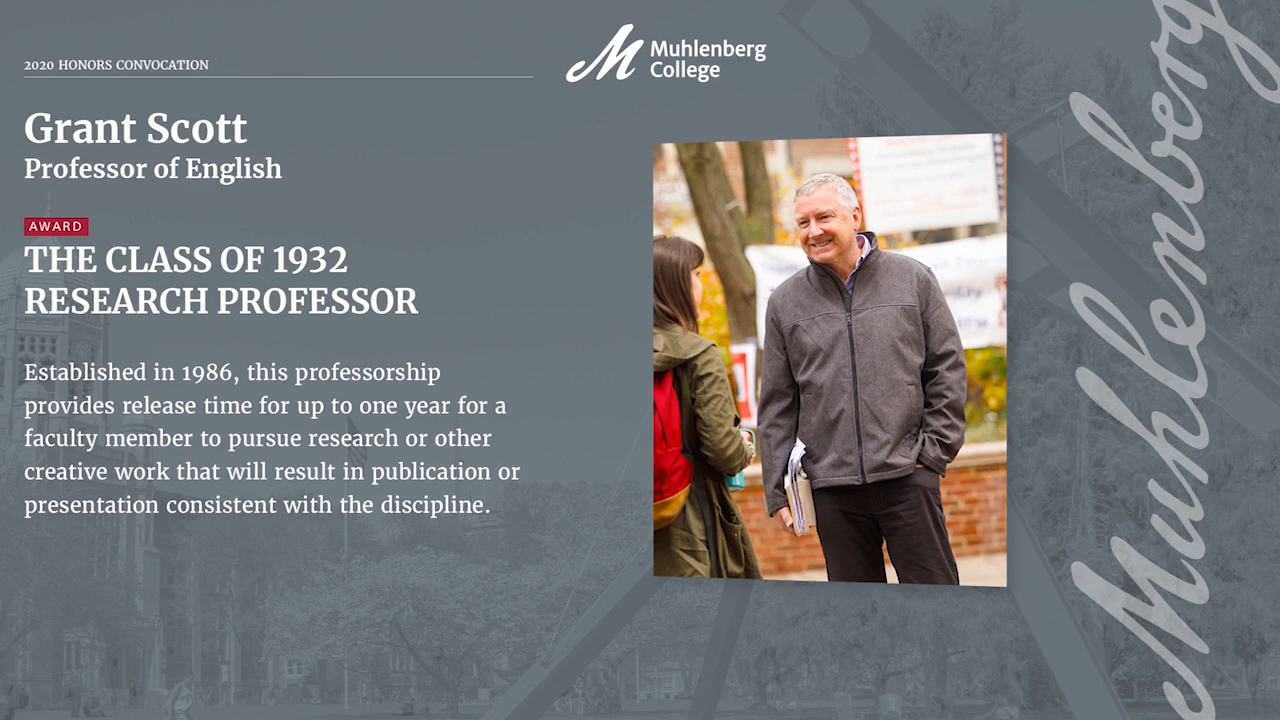 2020 HONORS CONVOCATION
Muhlenberg
College
Grant Scott
Professor of English
AWARD
THE CLASS OF 1932
RESEARCH PROFESSOR
Established in 1986, this professorship
provides release time for up to one year for a
faculty member to pursue research or other
creative work that will result in publication or
presentation consistent with the discipline.
Muhlenberg